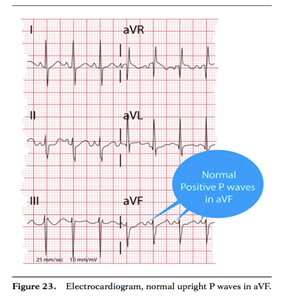 I aVR
II aVL
Normal
Positive P waves
in aVF
III aVF
25 mm/sec 10 mm/mV
Figure 23. Electrocardiogram, normal upright P waves in aVF.